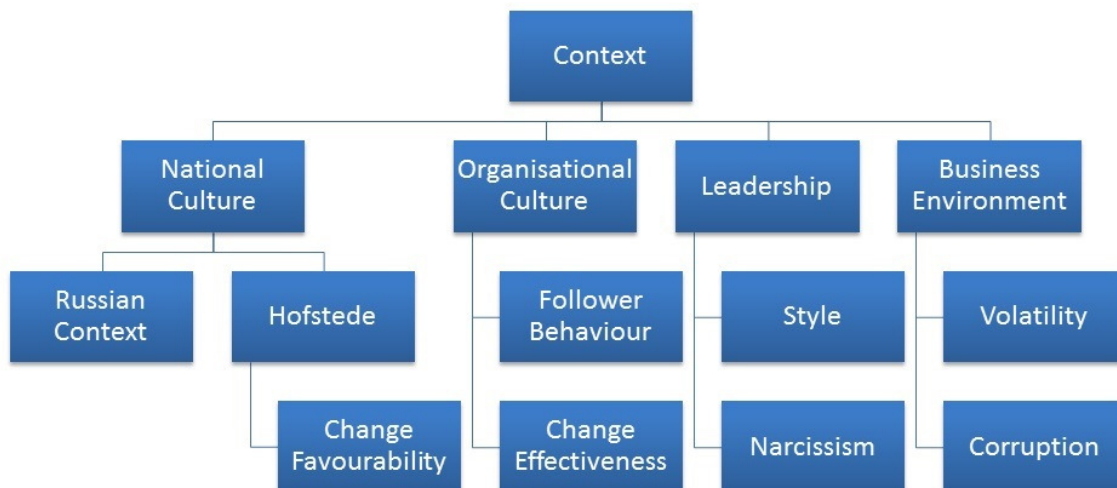 Context
National
Culture
Organisational
Culture
Leadership
Business
Environment
Russian
Context
Hofstede
Follower
Behaviour
Style
Volatility
Change
Favourability
Change
Effectiveness
Narcissism
Corruption